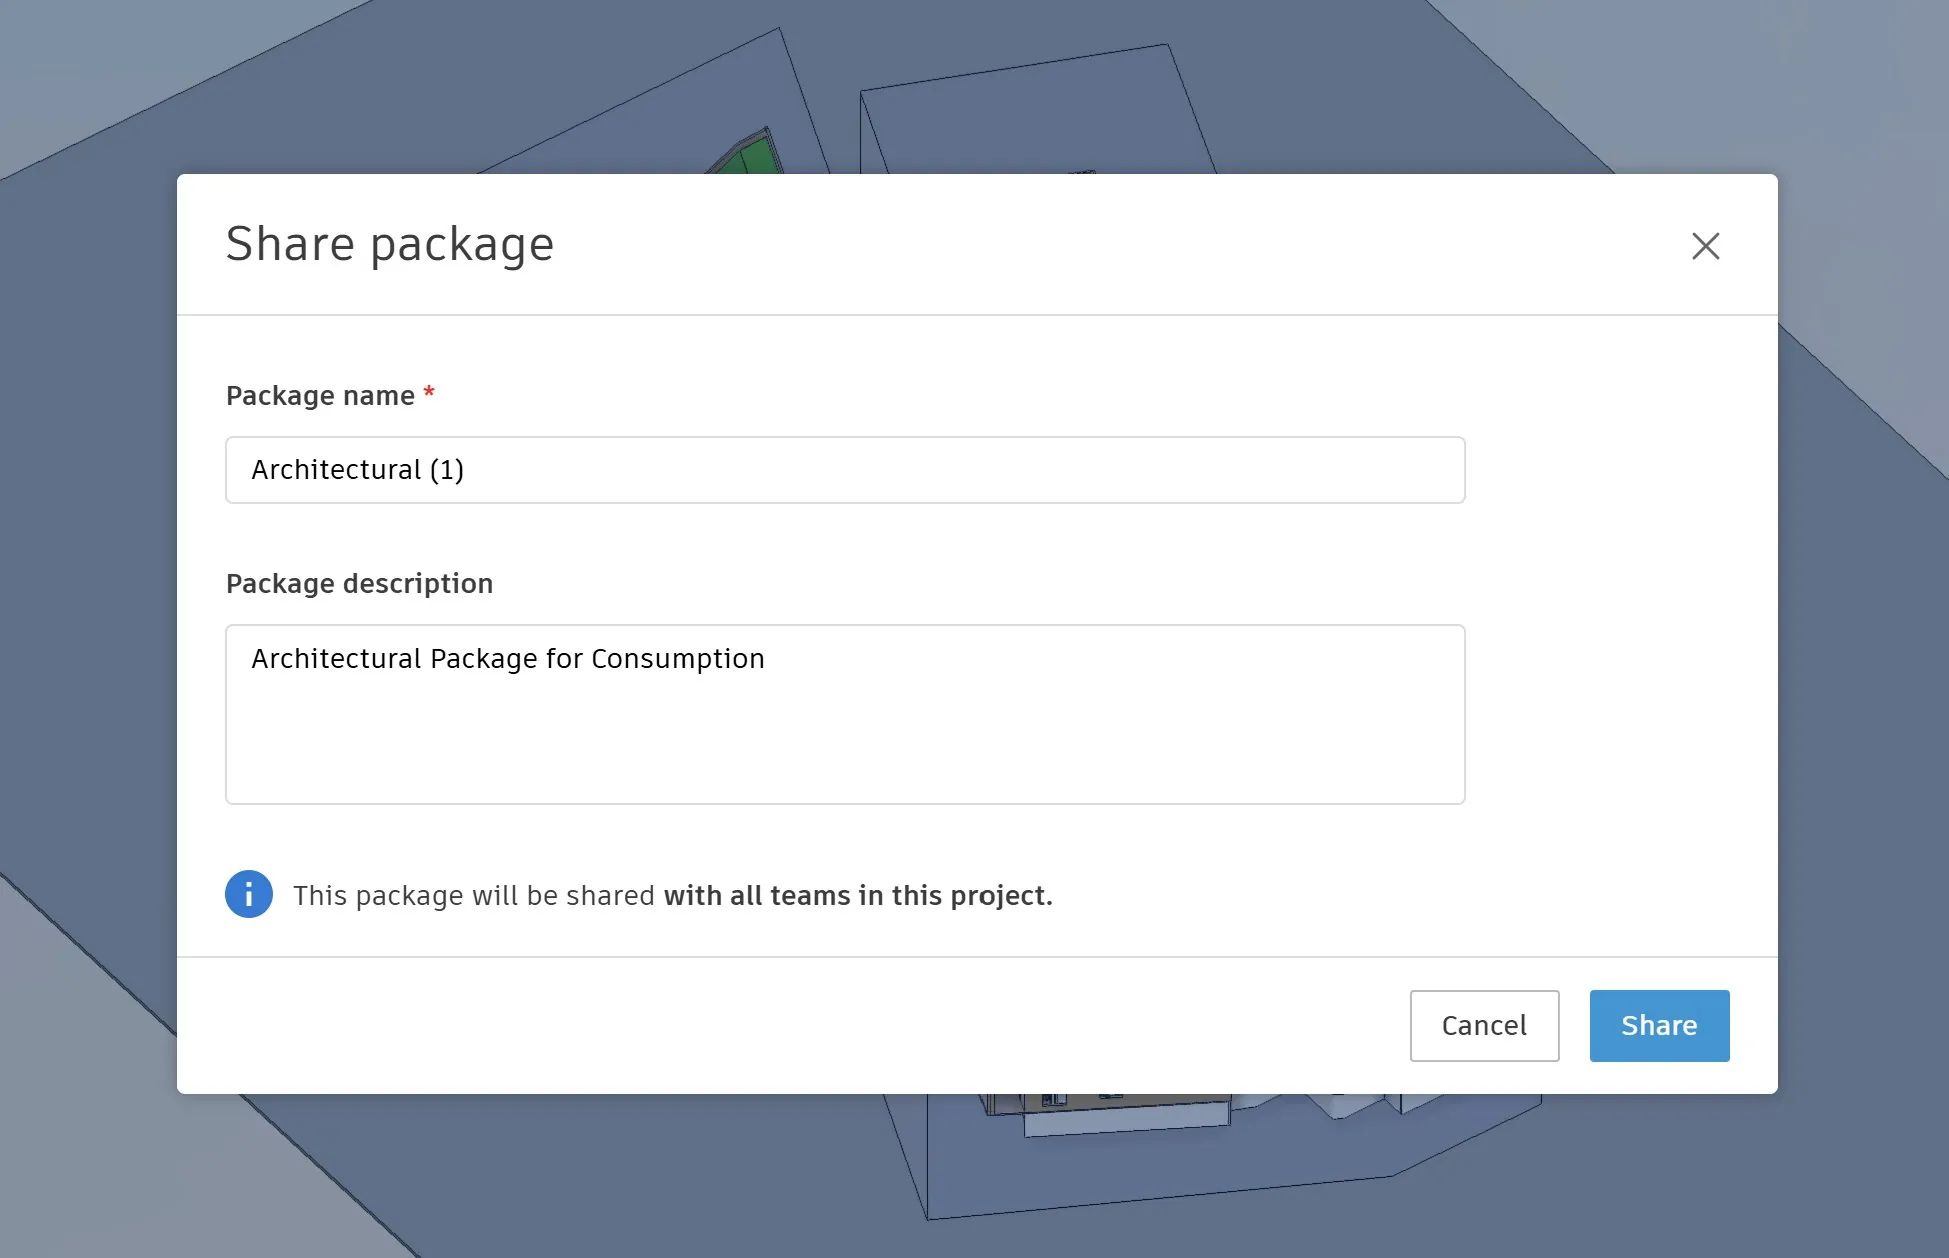 Share package
Package name *
Architectural (1)
Package description
Architectural Package for Consumption
This package will be shared with all teams in this project.
Cancel
Share